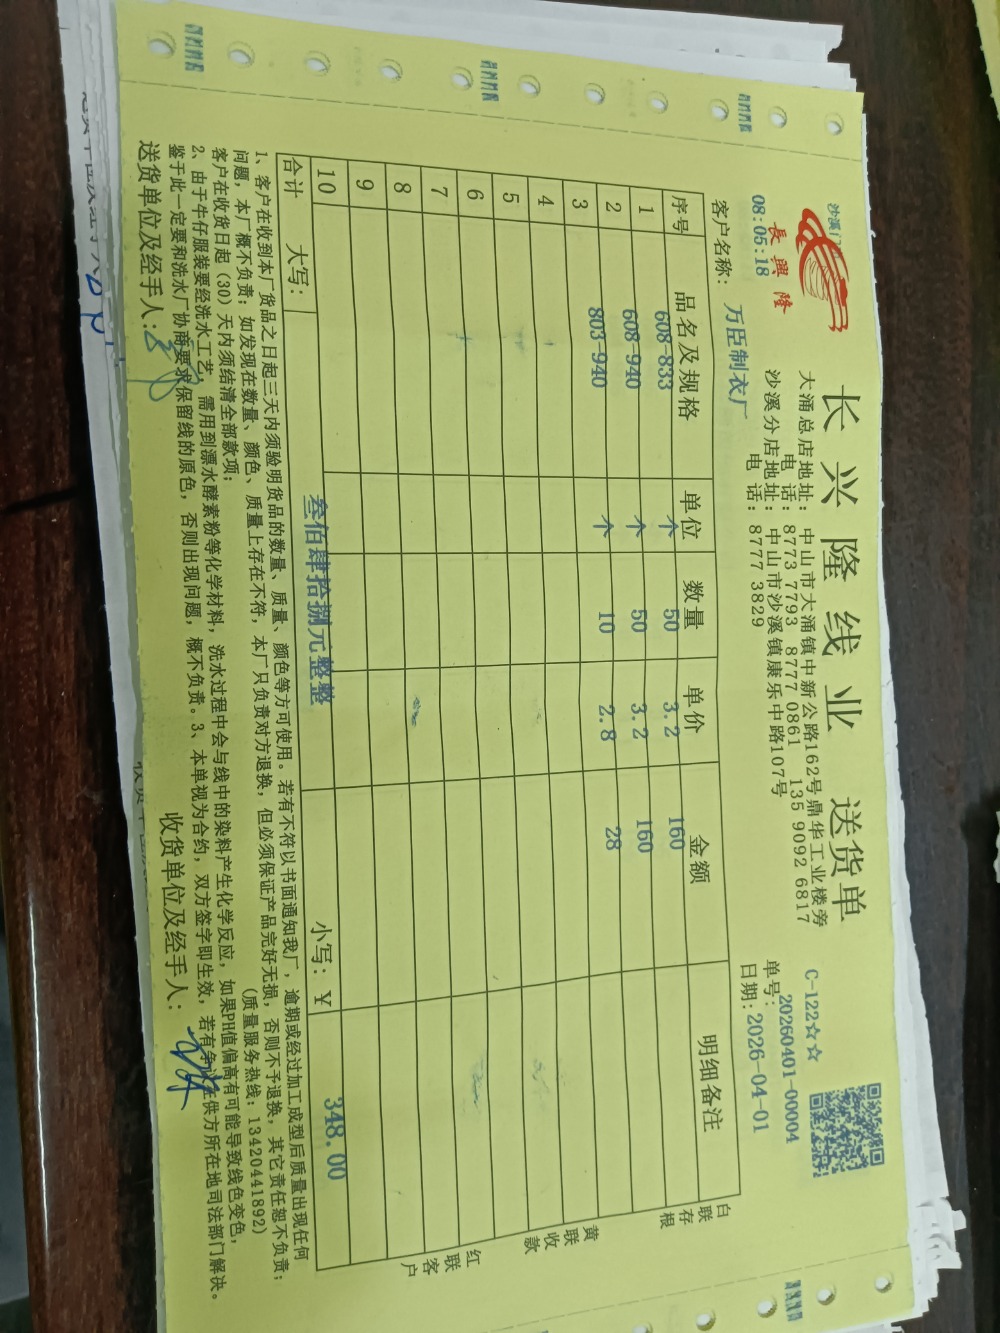 長興隆
沙溪门
08:05:18
长兴隆线业 送货单
大涌总店地址: 中山市大涌镇中新公路162号鼎华工业楼旁
电 话: 8773 7793 8777 0861 135 9092 6817
沙溪分店地址: 中山市沙溪镇康乐中路107号
电 话: 8777 3829
C-122☆☆
单号: 20260401-00004
日期: 2026-04-01
客户名称: 万臣制衣厂
序号 品名及规格 单位 数量 单价 金额 明细备注
1 608-833 个 50 3.2 160
2 608-940 个 50 3.2 160
3 803-940 个 10 2.8 28
4
5
6
7
8
9
10
合计 大写: 叁佰肆拾捌元整整 小写: ¥ 348.00
白联存根
黄联收款
红联客户
1、客户在收到本厂货品之日起三天内须验明货品的数量、质量、颜色等方可使用。若有不符以书面通知我厂,逾期或经过加工成型后质量出现任何
问题,本厂概不负责;如发现在数量、颜色、质量上存在不符,本厂只负责对方退换,但必须保证产品完好无损,否则不予退换,其它责任恕不负责;
客户在收货日起(30)天内须结清全部款项; (质量服务热线:13420441892)
2、由于牛仔服装要经洗水工艺,需用到漂水酵素粉等化学材料,洗水过程中会与线中的染料产生化学反应,如果PH值偏高有可能导致线色变色,
鉴于此一定要和洗水厂协商要求保留线的原色,否则出现问题,概不负责。3、本单视为合约,双方签字即生效,若有争议在供方所在地司法部门解决。
送货单位及经手人: 收货单位及经手人: